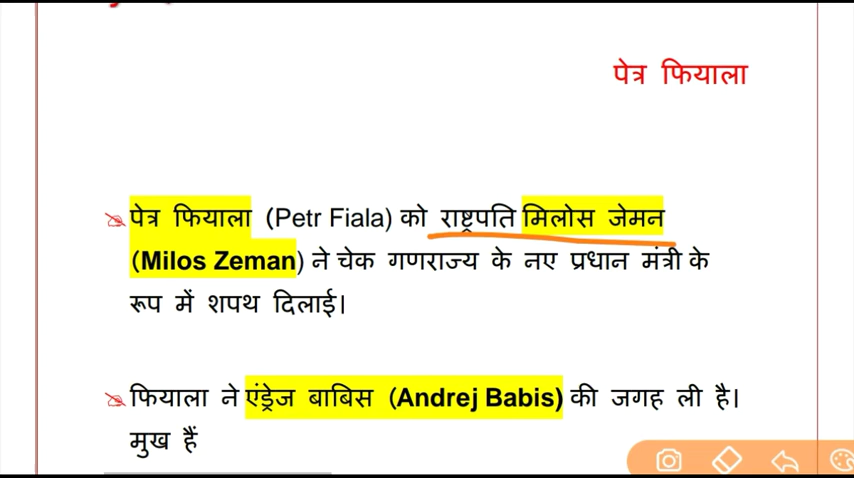 पेत्र फियाला
पेत्र फियाला (Petr Fiala) को राष्ट्रपति मिलोस जेमन
(Milos Zeman) ने चेक गणराज्य के नए प्रधान मंत्री के
रूप में शपथ दिलाई।
फियाला ने एंड्रेज बाबिस (Andrej Babis) की जगह ली है।
मुख हैं